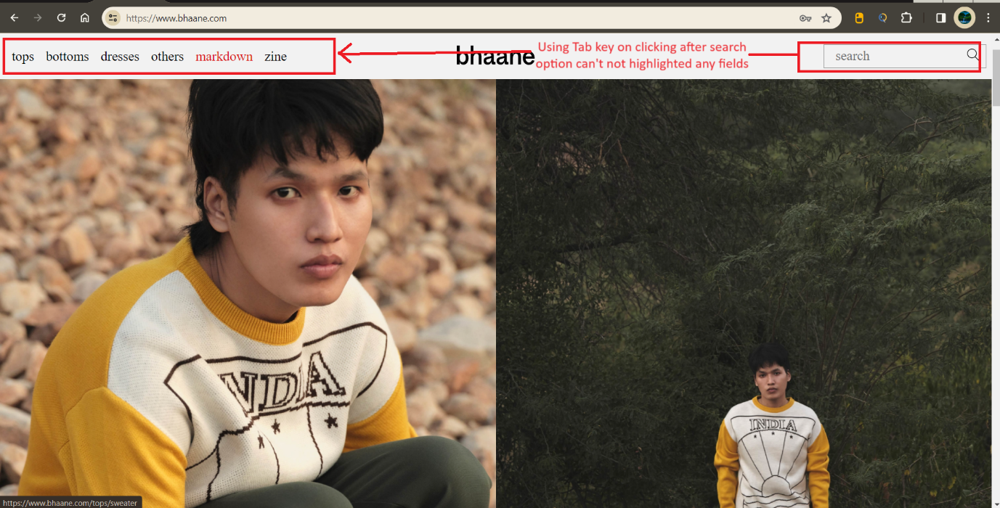 https://www.bhaane.com
tops bottoms dresses others markdown zine
bhaane
Using Tab key on clicking after search
option can't not highlighted any fields
search
INDIA
INDIA
https://www.bhaane.com/tops/sweater